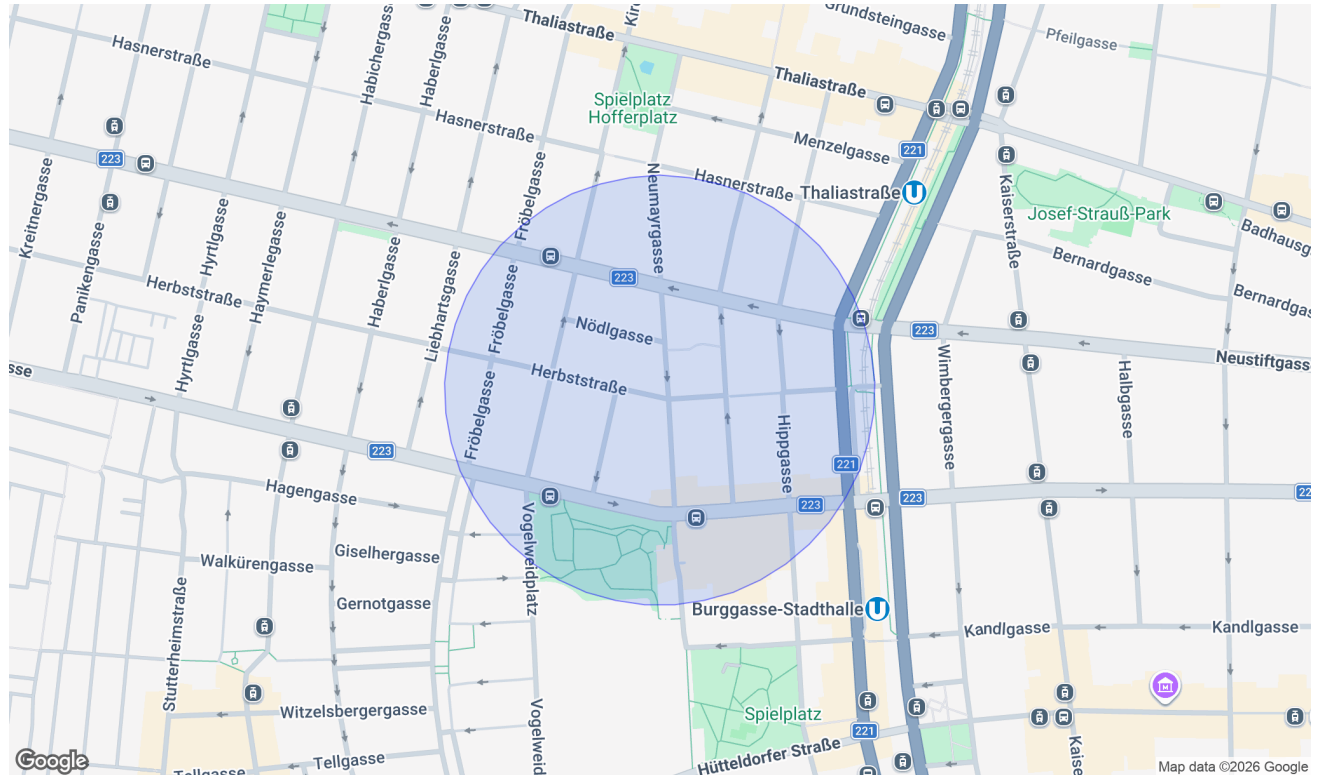 Grundsteingasse
Thaliastraße
Pfeilgasse
Hasnerstraße
Habichergasse
Haberlgasse
Thaliastraße
Spielplatz
Hofferplatz
Hasnerstraße
Menzelgasse
221
223
Hasnerstraße
Thaliastraße
Kaiserstraße
Josef-Strauß-Park
Kreitnergasse
Panikengasse
Hyrtlgasse
Haymerlegasse
Haberlgasse
Liebhartsgasse
Fröbelgasse
Neumayrgasse
Bernardgasse
223
Herbststraße
Fröbelgasse
Nödlgasse
223
Neustiftgasse
Hyrtlgasse
Herbststraße
Wimbergergasse
Halbgasse
Fröbelgasse
Hippgasse
223
221
223
223
Hagengasse
Vogelweidplatz
Giselhergasse
Walkürengasse
Gernotgasse
Stutterheimstraße
Burggasse-Stadthalle
Kandlgasse
Kandlgasse
Witzelsbergergasse
Spielplatz
221
Hütteldorfer Straße
Tellgasse
Tellgasse
Google
Map data ©2026 Google